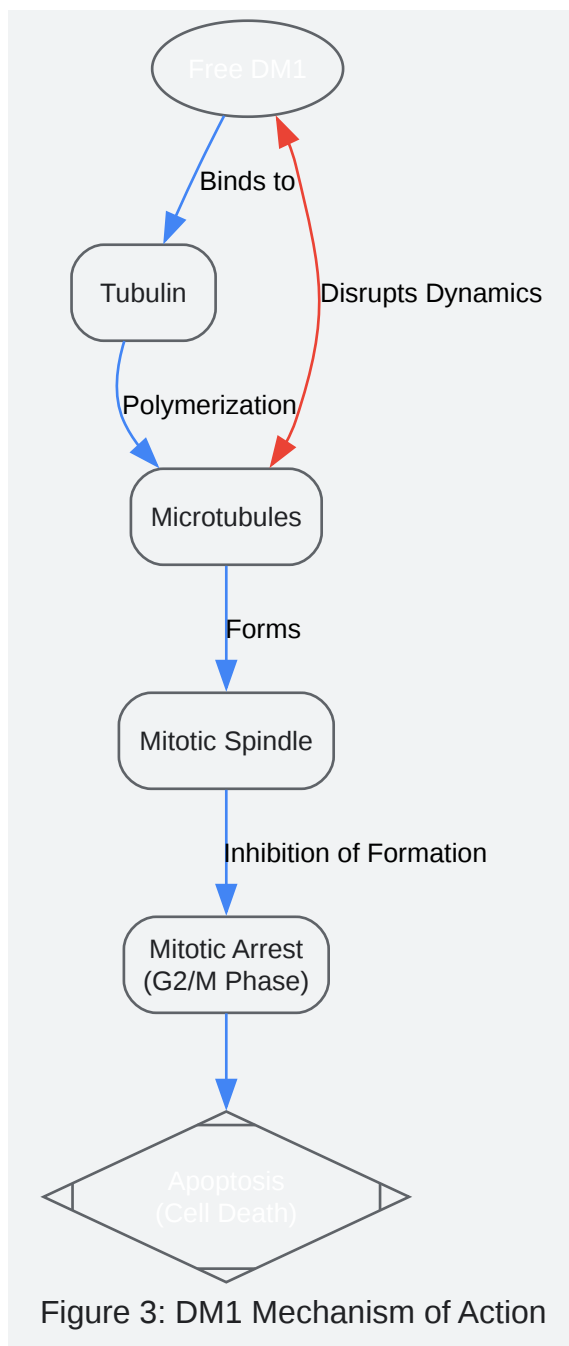 Free DM1
Binds to
Tubulin
Disrupts Dynamics
Polymerization
Microtubules
Forms
Mitotic Spindle
Inhibition of Formation
Mitotic Arrest
(G2/M Phase)
Apoptosis
(Cell Death)
Figure 3: DM1 Mechanism of Action